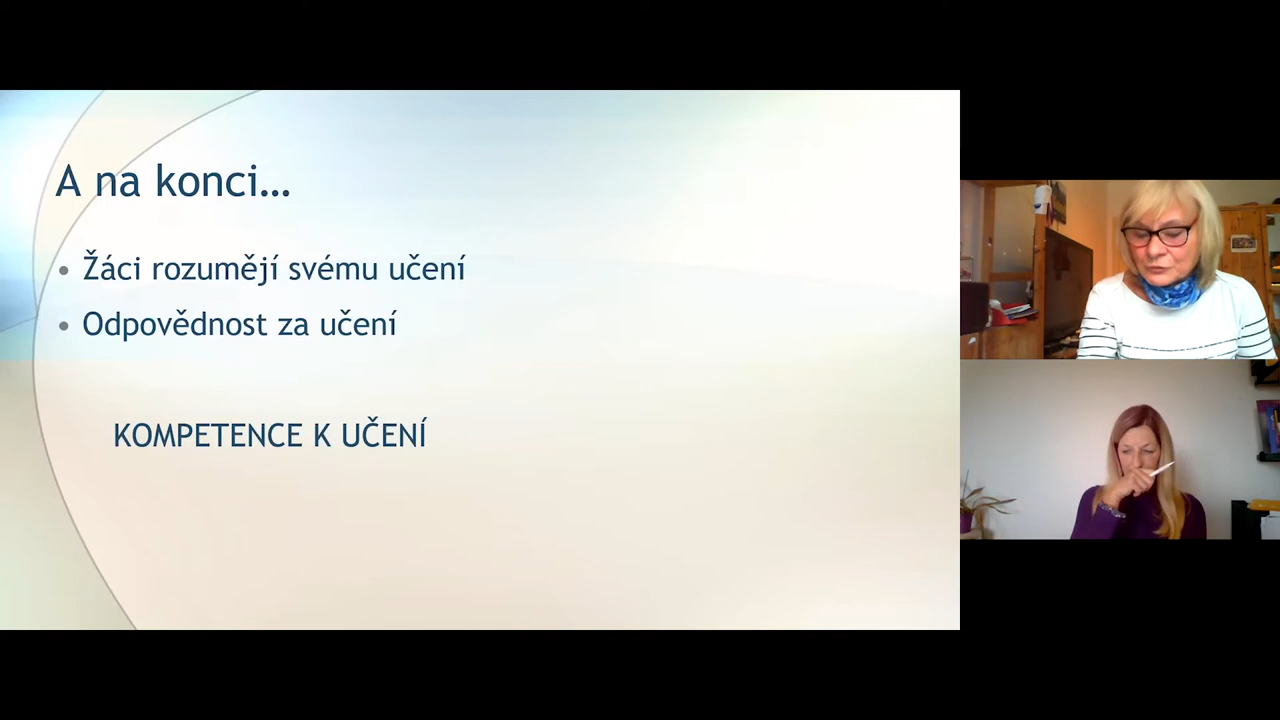 A na konci…
• Žáci rozumějí svému učení
• Odpovědnost za učení
KOMPETENCE K UČENÍ